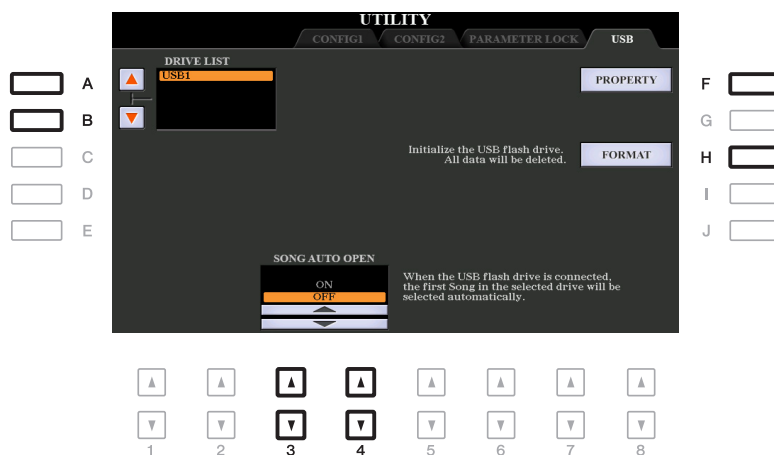 UTILITY
CONFIG1 CONFIG2 PARAMETER LOCK USB
DRIVE LIST
USB1
PROPERTY
A
B
C
D
E
F
G
H
I
J
Initialize the USB flash drive.
All data will be deleted.
FORMAT
SONG AUTO OPEN
ON
OFF
When the USB flash drive is connected,
the first Song in the selected drive will be
selected automatically.
1 2 3 4 5 6 7 8